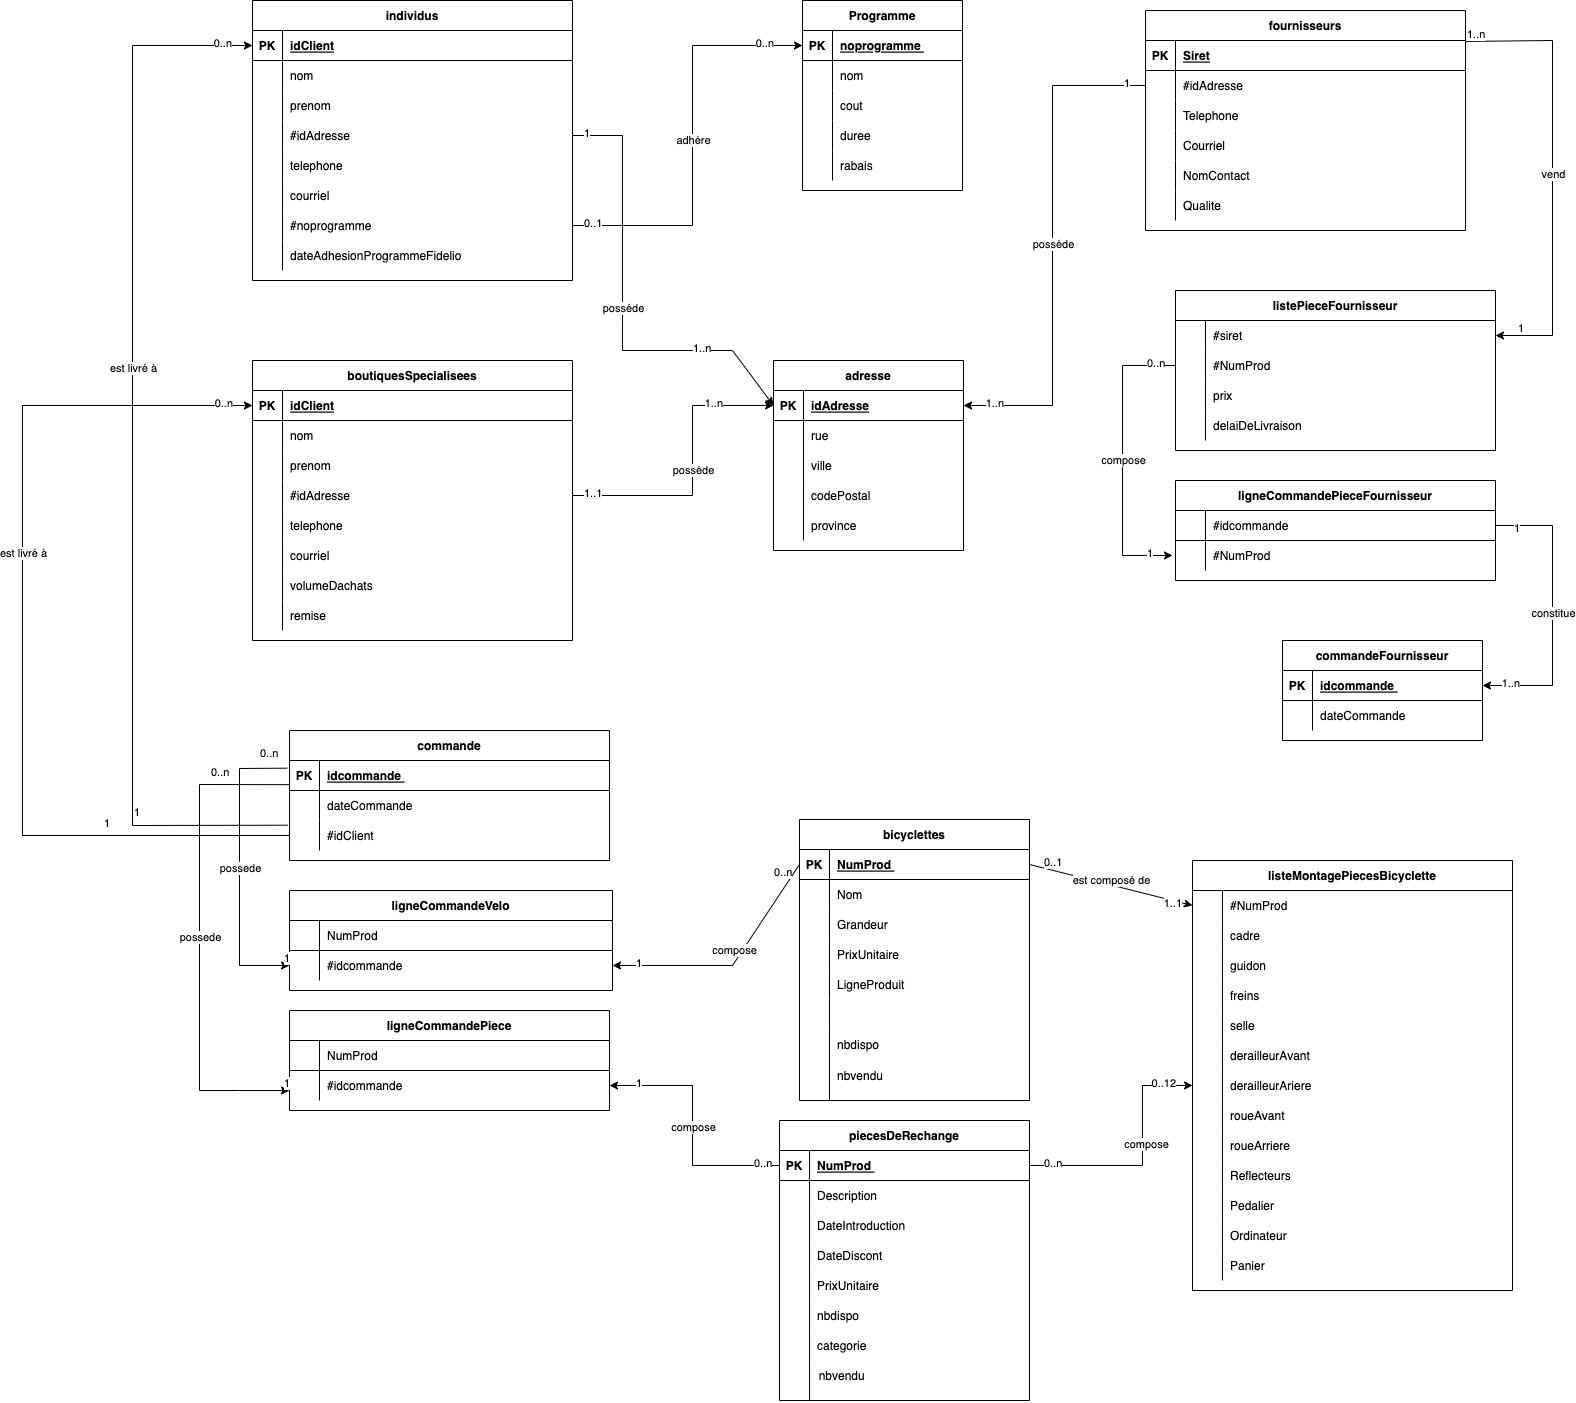 individus
PK idClient
nom
prenom
#idAdresse
telephone
courriel
#noprogramme
dateAdhesionProgrammeFidelio
0..n
1
0..1
adhére
0..n
Programme
PK noprogramme
nom
cout
duree
rabais
fournisseurs
PK Siret
#idAdresse
Telephone
Courriel
NomContact
Qualite
1..n
1
vend
posséde
posséde
1..n
est livré à
listePieceFournisseur
#siret
#NumProd
prix
delaiDeLivraison
1
0..n
compose
1
boutiquesSpecialisees
PK idClient
nom
prenom
#idAdresse
telephone
courriel
volumeDachats
remise
0..n
1..1
posséde
1..n
est livré à
adresse
PK idAdresse
rue
ville
codePostal
province
1..n
ligneCommandePieceFournisseur
#idcommande
#NumProd
1
constitue
1..n
commandeFournisseur
PK idcommande
dateCommande
commande
PK idcommande
dateCommande
#idClient
0..n
0..n
1
1
possede
possede
ligneCommandeVelo
NumProd
#idcommande
1
1
compose
0..n
ligneCommandePiece
NumProd
#idcommande
1
1
compose
0..n
bicyclettes
PK NumProd
Nom
Grandeur
PrixUnitaire
LigneProduit
nbdispo
nbvendu
0..1
est composé de
1..1
piecesDeRechange
PK NumProd
Description
DateIntroduction
DateDiscont
PrixUnitaire
nbdispo
categorie
nbvendu
0..n
compose
0..12
listeMontagePiecesBicyclette
#NumProd
cadre
guidon
freins
selle
derailleurAvant
derailleurAriere
roueAvant
roueArriere
Reflecteurs
Pedalier
Ordinateur
Panier